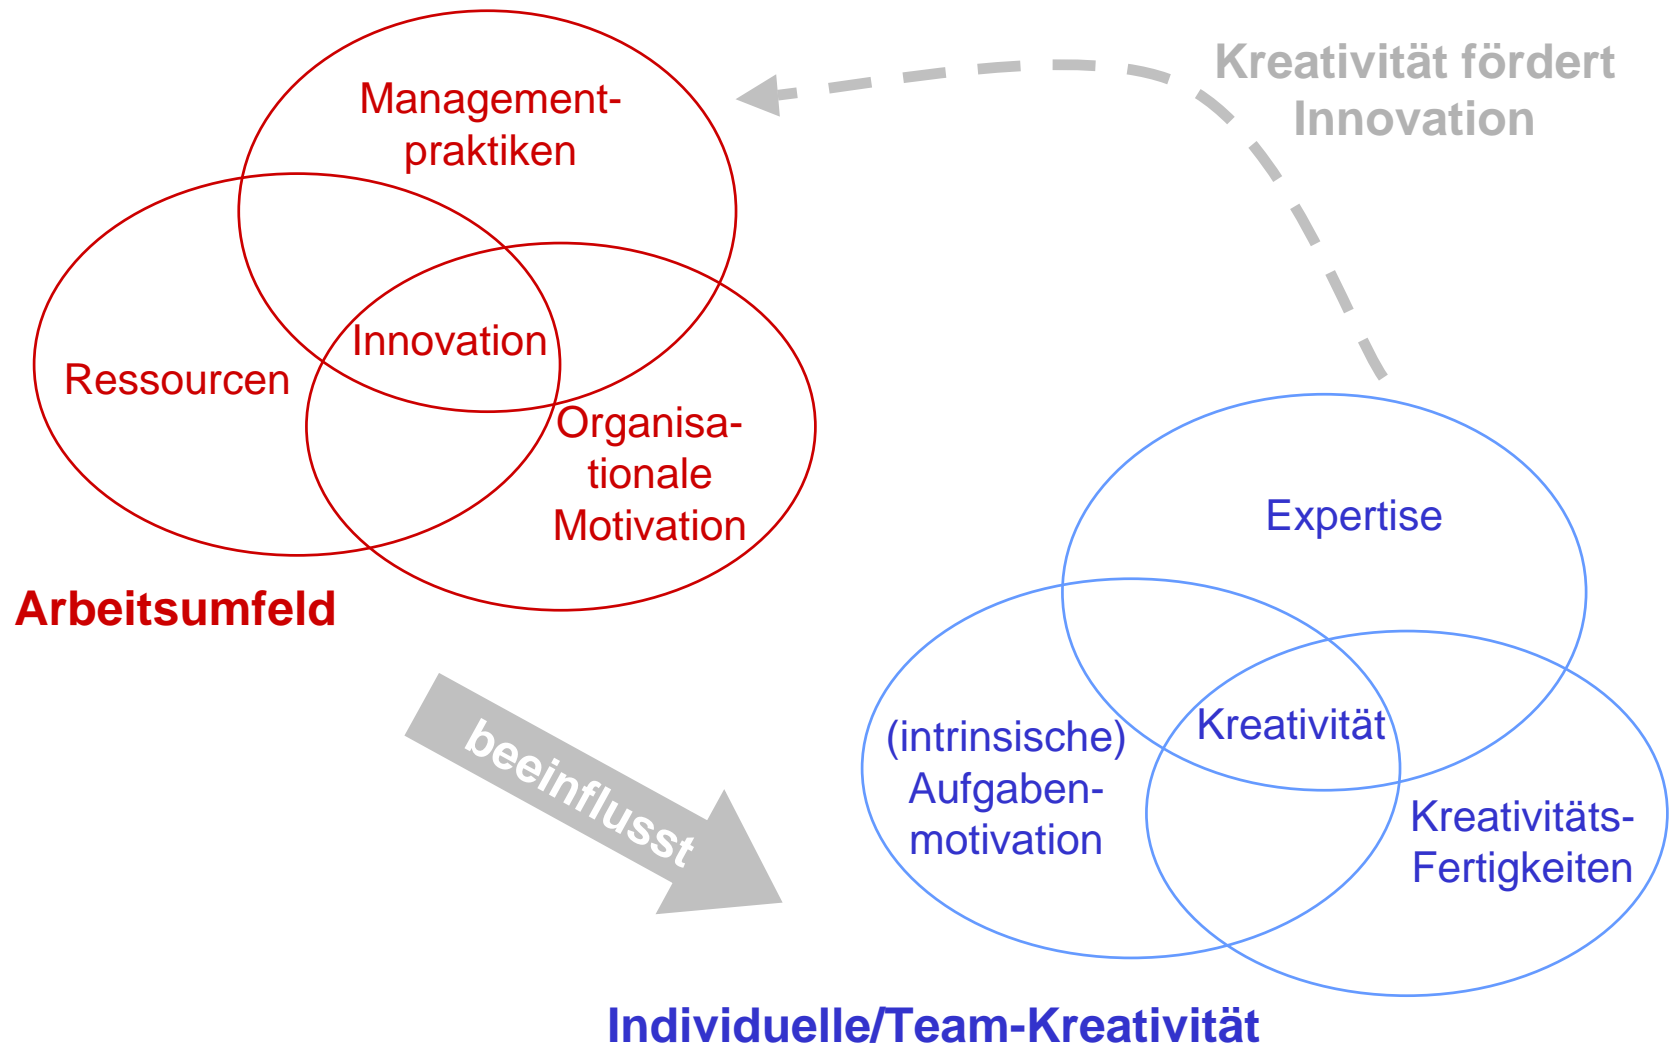 Management-
praktiken
Kreativität fördert
Innovation
Innovation
Ressourcen
Organisa-
tionale
Motivation
Arbeitsumfeld
beeinflusst
Expertise
(intrinsische)
Aufgaben-
motivation
Kreativität
Kreativitäts-
Fertigkeiten
Individuelle/Team-Kreativität